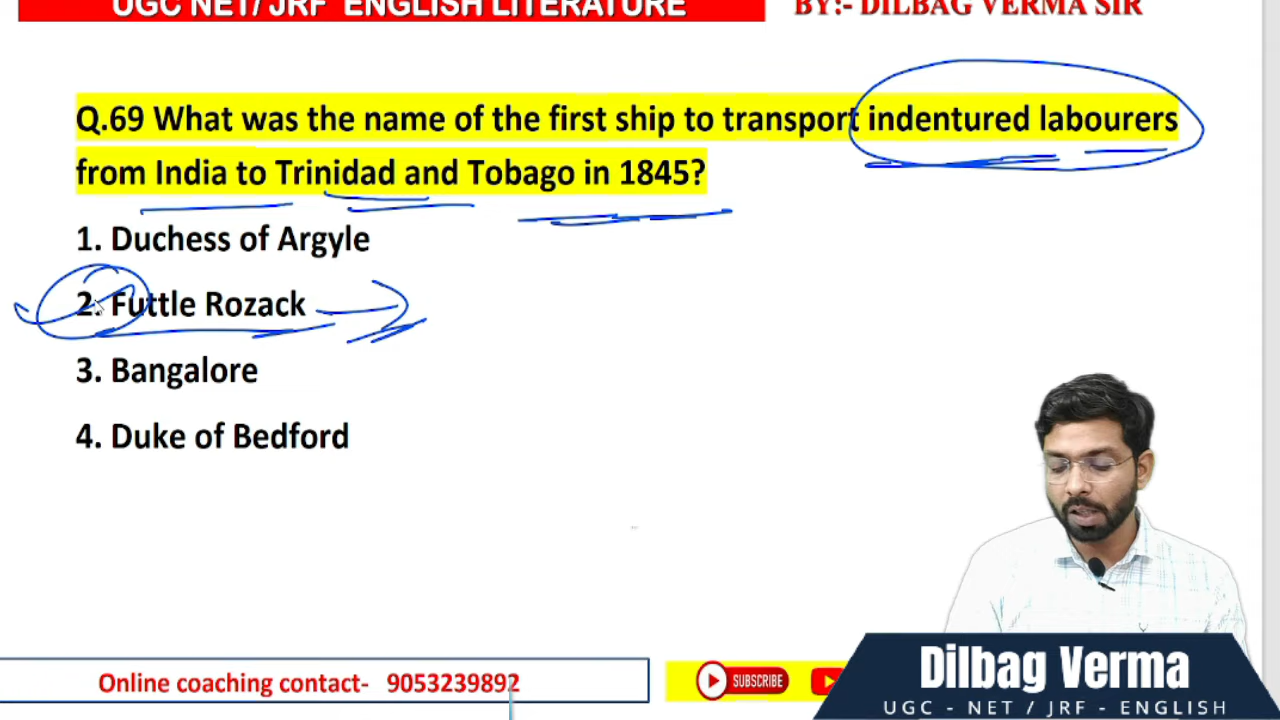 UGC NET/ JRF ENGLISH LITERATURE
BY:- DILBAG VERMA SIR
Q.69 What was the name of the first ship to transport indentured labourers
from India to Trinidad and Tobago in 1845?
1. Duchess of Argyle
2. Futtle Rozack
3. Bangalore
4. Duke of Bedford
Online coaching contact- 9053239892
SUBSCRIBE
Dilbag Verma
UGC - NET / JRF - ENGLISH